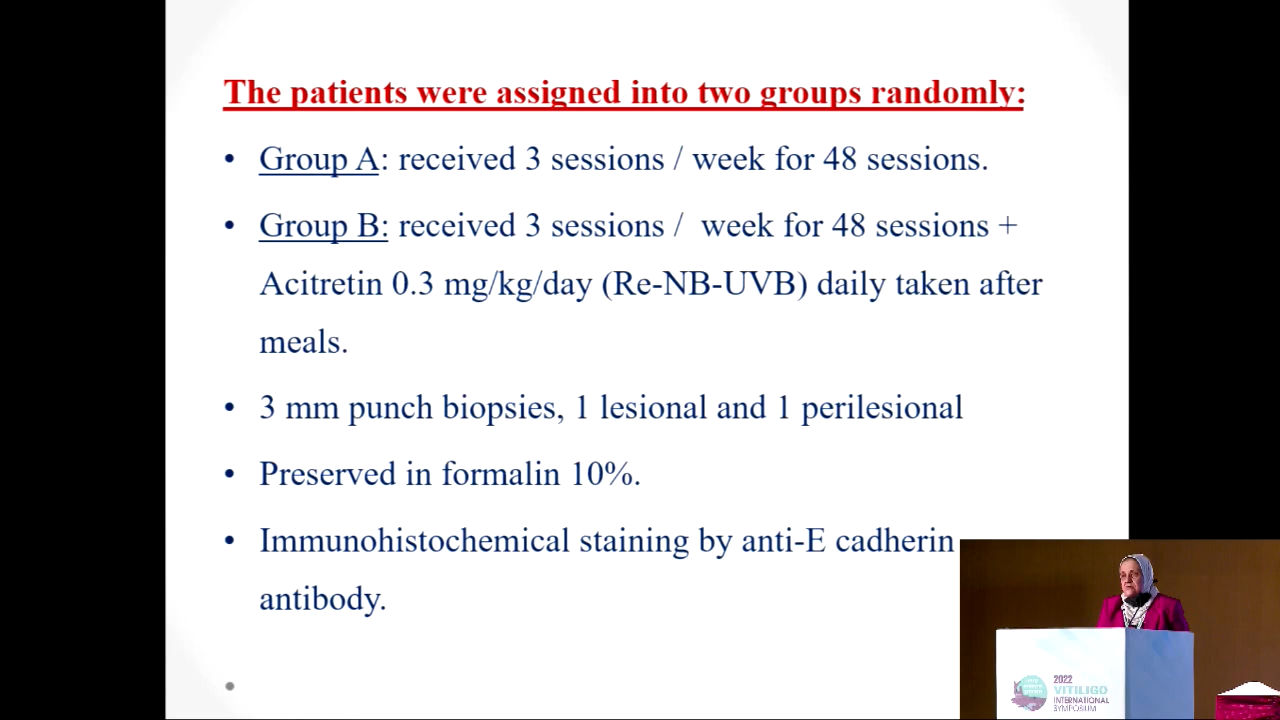 The patients were assigned into two groups randomly:
• Group A: received 3 sessions / week for 48 sessions.
• Group B: received 3 sessions /  week for 48 sessions +
Acitretin 0.3 mg/kg/day (Re-NB-UVB) daily taken after
meals.
• 3 mm punch biopsies, 1 lesional and 1 perilesional
• Preserved in formalin 10%.
• Immunohistochemical staining by anti-E cadherin
antibody.
•
2022
VITILIGO
INTERNATIONAL
SYMPOSIUM